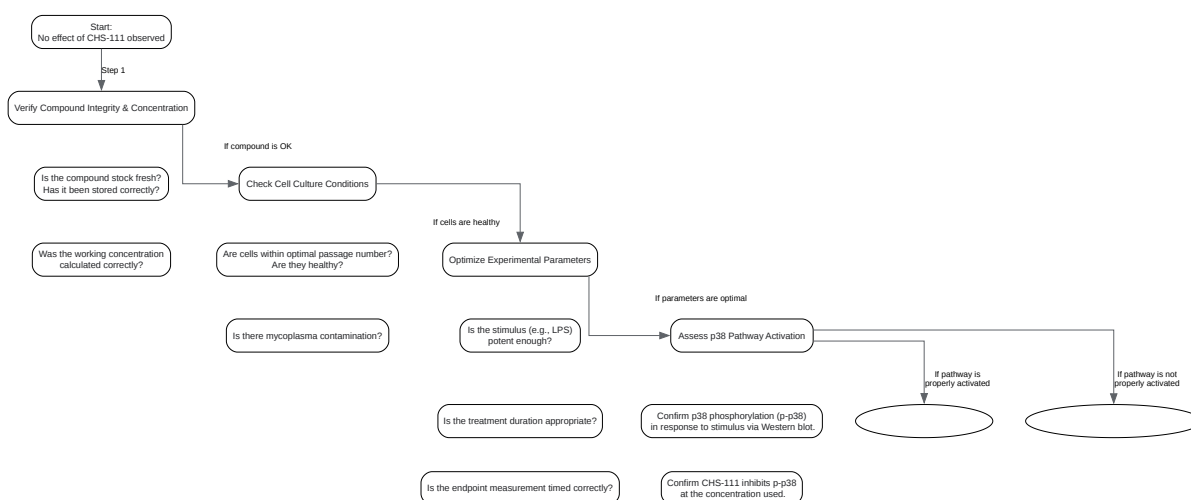 Start:
No effect of CHS-111 observed
Step 1
Verify Compound Integrity & Concentration
If compound is OK
Is the compound stock fresh?
Has it been stored correctly?
Check Cell Culture Conditions
If cells are healthy
Was the working concentration
calculated correctly?
Are cells within optimal passage number?
Are they healthy?
Optimize Experimental Parameters
If parameters are optimal
Is there mycoplasma contamination?
Is the stimulus (e.g., LPS)
potent enough?
Assess p38 Pathway Activation
If pathway is
properly activated
If pathway is not
properly activated
Is the treatment duration appropriate?
Confirm p38 phosphorylation (p-p38)
in response to stimulus via Western blot.
Is the endpoint measurement timed correctly?
Confirm CHS-111 inhibits p-p38
at the concentration used.